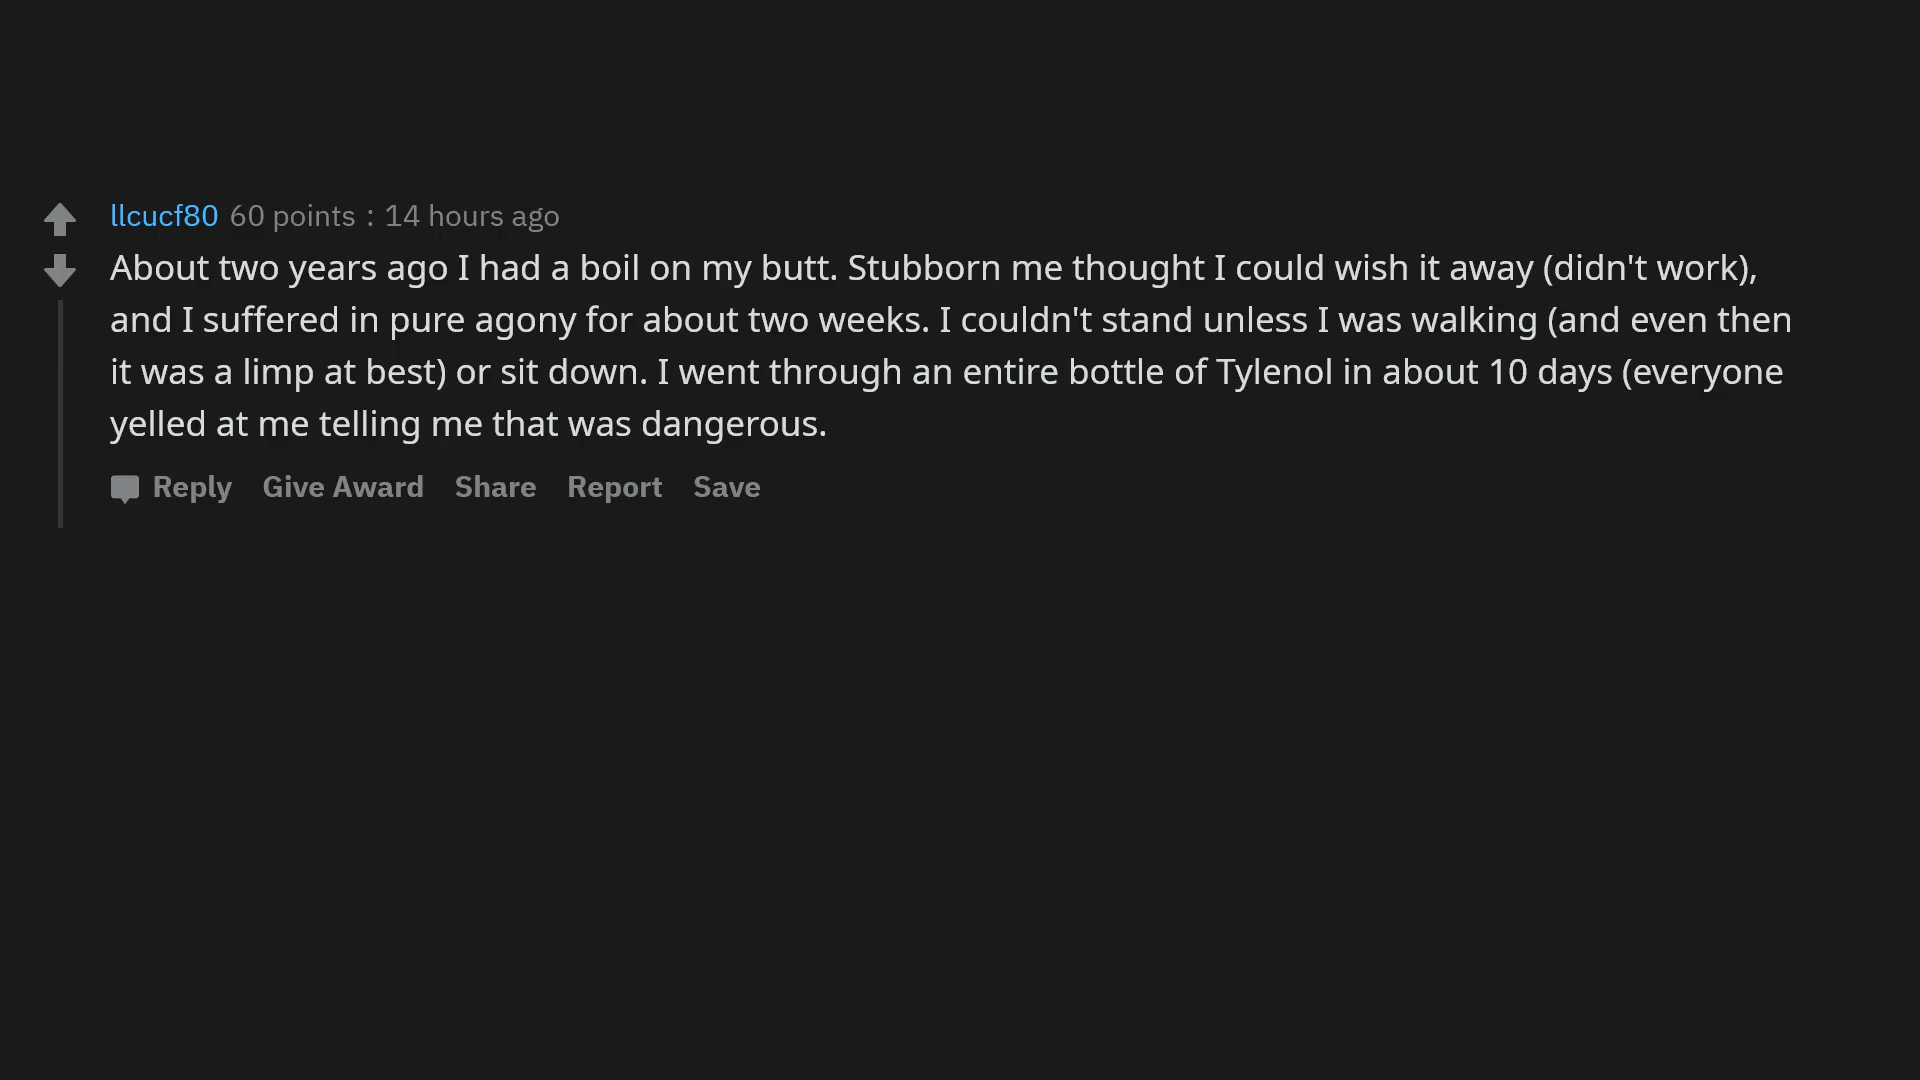 llcucf80 60 points : 14 hours ago
About two years ago I had a boil on my butt. Stubborn me thought I could wish it away (didn't work),
and I suffered in pure agony for about two weeks. I couldn't stand unless I was walking (and even then
it was a limp at best) or sit down. I went through an entire bottle of Tylenol in about 10 days (everyone
yelled at me telling me that was dangerous.
Reply Give Award Share Report Save